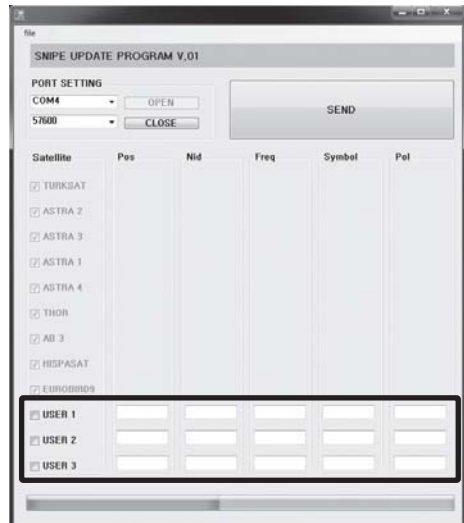 file
SNIPE UPDATE PROGRAM V.01
PORT SETTING
COM4 OPEN
57600 CLOSE
SEND
Satellite Pos Nid Freq Symbol Pol
TURKSAT
ASTRA 2
ASTRA 3
ASTRA 1
ASTRA 4
THOR
AB 3
HISPASAT
EUROBIRD9
USER 1
USER 2
USER 3